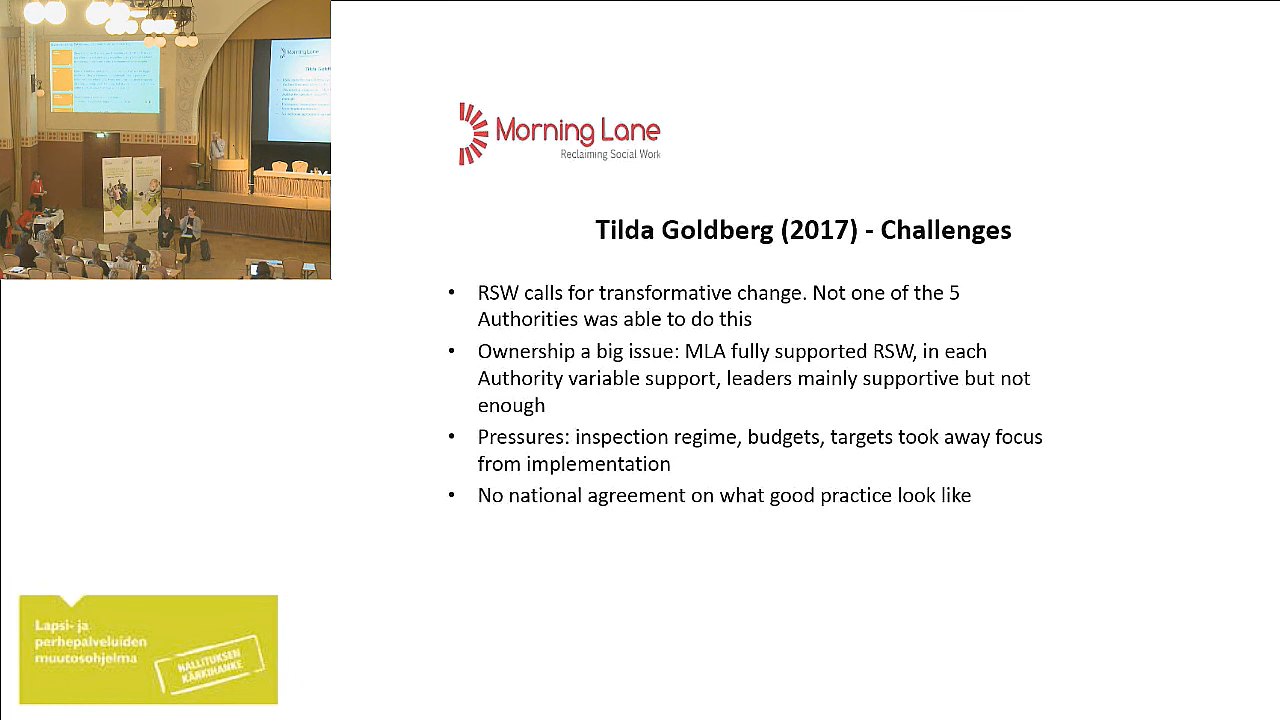 Morning Lane
Reclaiming Social Work
Tilda Goldberg (2017) - Challenges
• RSW calls for transformative change. Not one of the 5
Authorities was able to do this
• Ownership a big issue: MLA fully supported RSW, in each
Authority variable support, leaders mainly supportive but not
enough
• Pressures: inspection regime, budgets, targets took away focus
from implementation
• No national agreement on what good practice look like
Lapsi- ja
perhepalveluiden
muutosohjelma
HALLITUKSEN
KÄRKIHANKE
Morning Lane